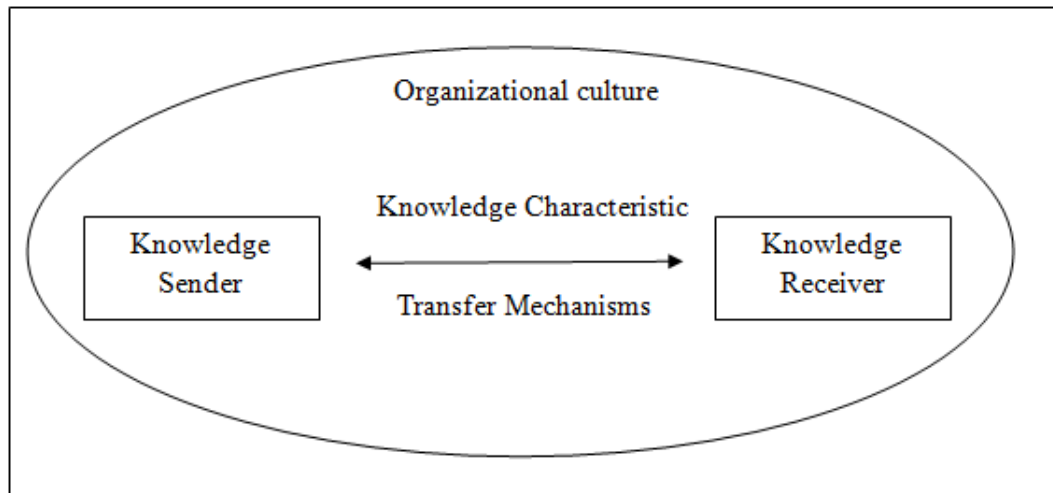 Organizational culture
Knowledge Characteristic
Knowledge
Sender
Knowledge
Receiver
Transfer Mechanisms